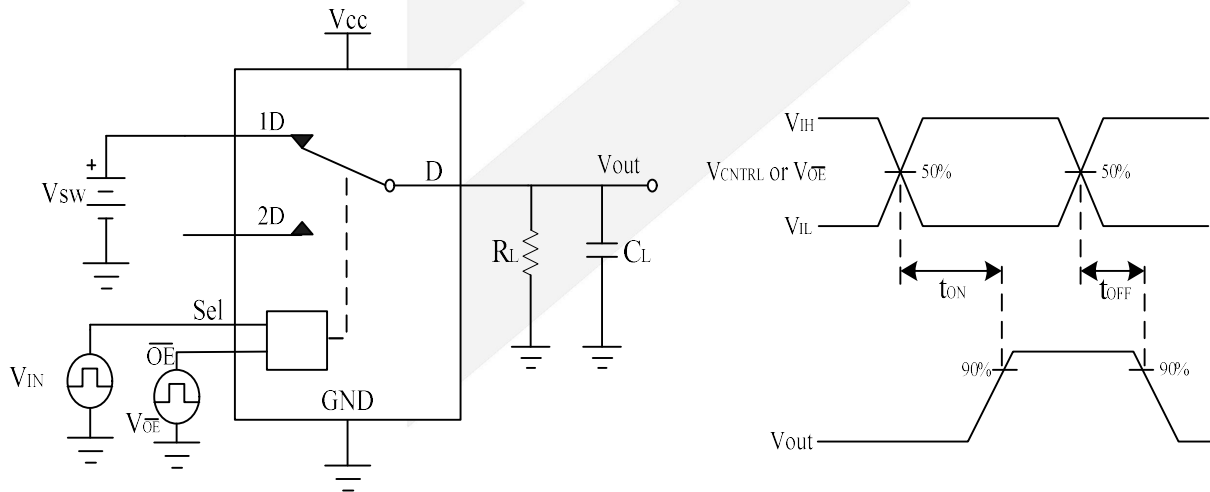 Vcc
1D
Vsw
D
Vout
2D
RL
CL
Sel
OE
VIN
VOE
GND
VIH
VCNTRL or VOE
50%
50%
VIL
tON
tOFF
90%
90%
Vout